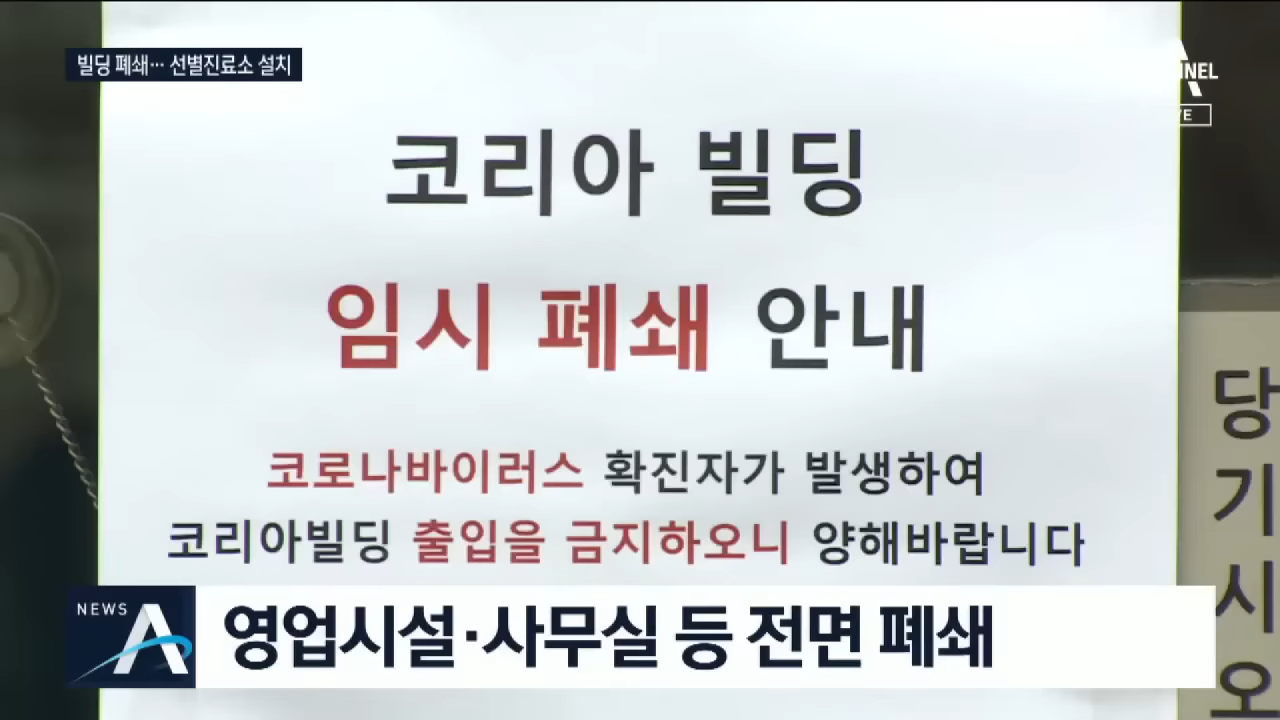 빌딩 폐쇄… 선별진료소 설치
NEL
코리아 빌딩
임시 폐쇄 안내
코로나바이러스 확진자가 발생하여
코리아빌딩 출입을 금지하오니 양해바랍니다
당기시오
NEWS A
영업시설·사무실 등 전면 폐쇄